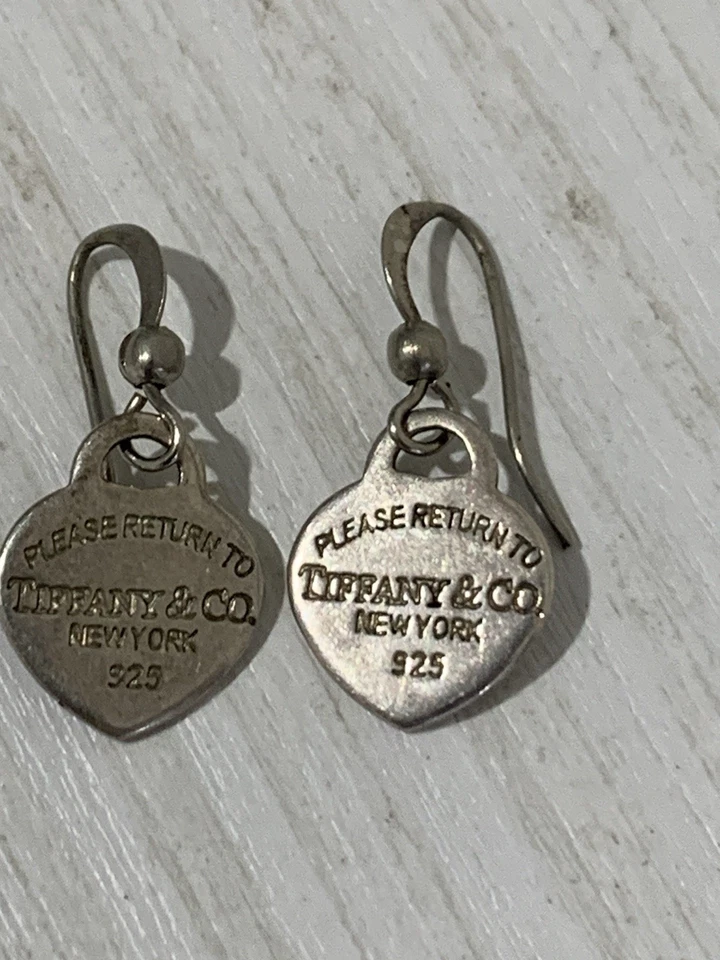 PLEASE RETURN TO
TIFFANY & CO.
NEW YORK
925
PLEASE RETURN TO
TIFFANY & CO.
NEW YORK
925